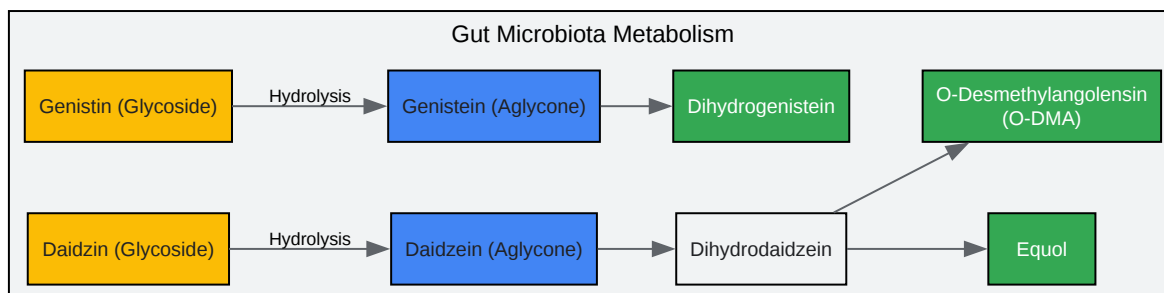 Gut Microbiota Metabolism
Genistin (Glycoside)
Hydrolysis
Genistein (Aglycone)
Dihydrogenistein
O-Desmethylangolensin
(O-DMA)
Daidzin (Glycoside)
Hydrolysis
Daidzein (Aglycone)
Dihydrodaidzein
Equol